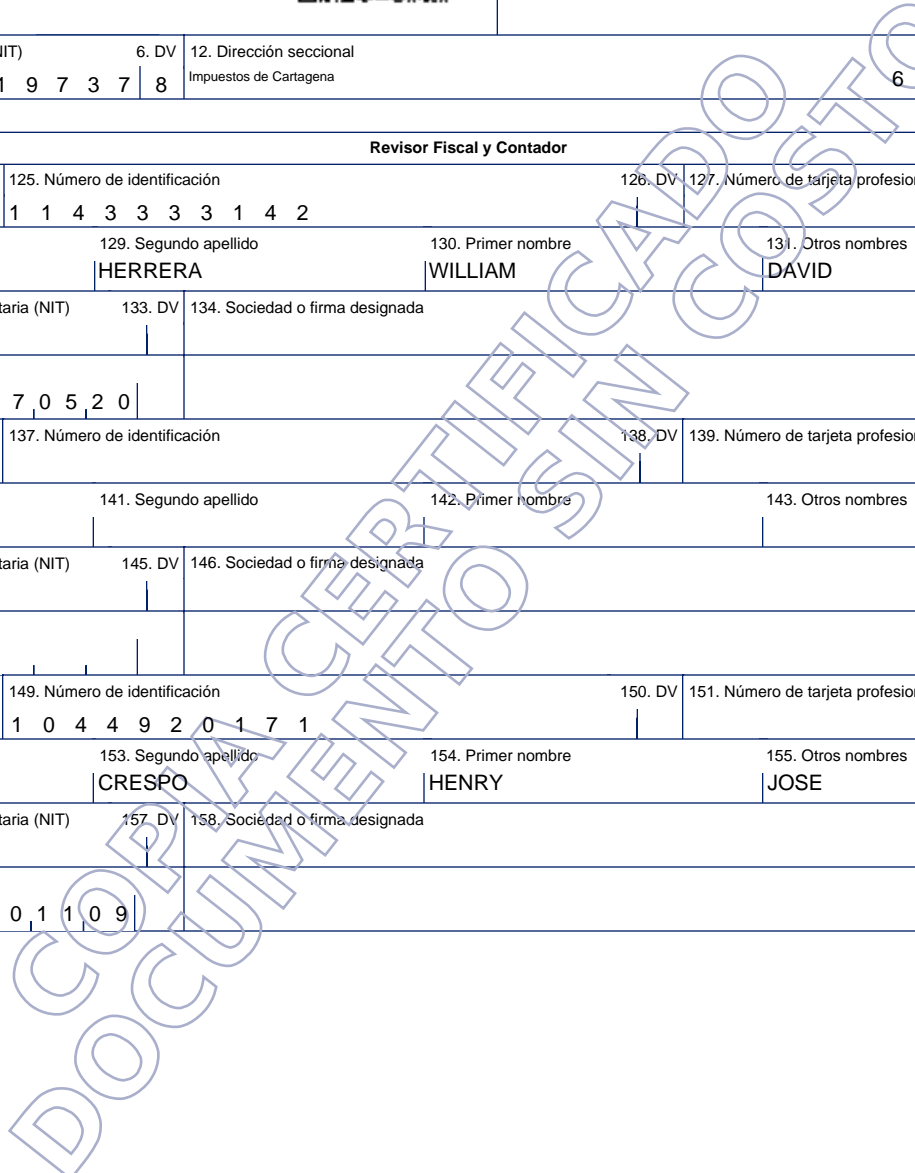 NIT) 6. DV 12. Dirección seccional
1 9 7 3 7 8 Impuestos de Cartagena 6
Revisor Fiscal y Contador
125. Número de identificación 126. DV 127. Número de tarjeta profesion
1 1 4 3 3 3 3 1 4 2
129. Segundo apellido 130. Primer nombre 131. Otros nombres
HERRERA WILLIAM DAVID
taria (NIT) 133. DV 134. Sociedad o firma designada
7 0 5 2 0
137. Número de identificación 138. DV 139. Número de tarjeta profesion
141. Segundo apellido 142. Primer nombre 143. Otros nombres
taria (NIT) 145. DV 146. Sociedad o firma designada
149. Número de identificación 150. DV 151. Número de tarjeta profesion
1 0 4 4 9 2 0 1 7 1
153. Segundo apellido 154. Primer nombre 155. Otros nombres
CRESPO HENRY JOSE
taria (NIT) 157. DV 158. Sociedad o firma designada
0 1 1 0 9
COPIA CERTIFICADO
DOCUMENTO SIN COSTO